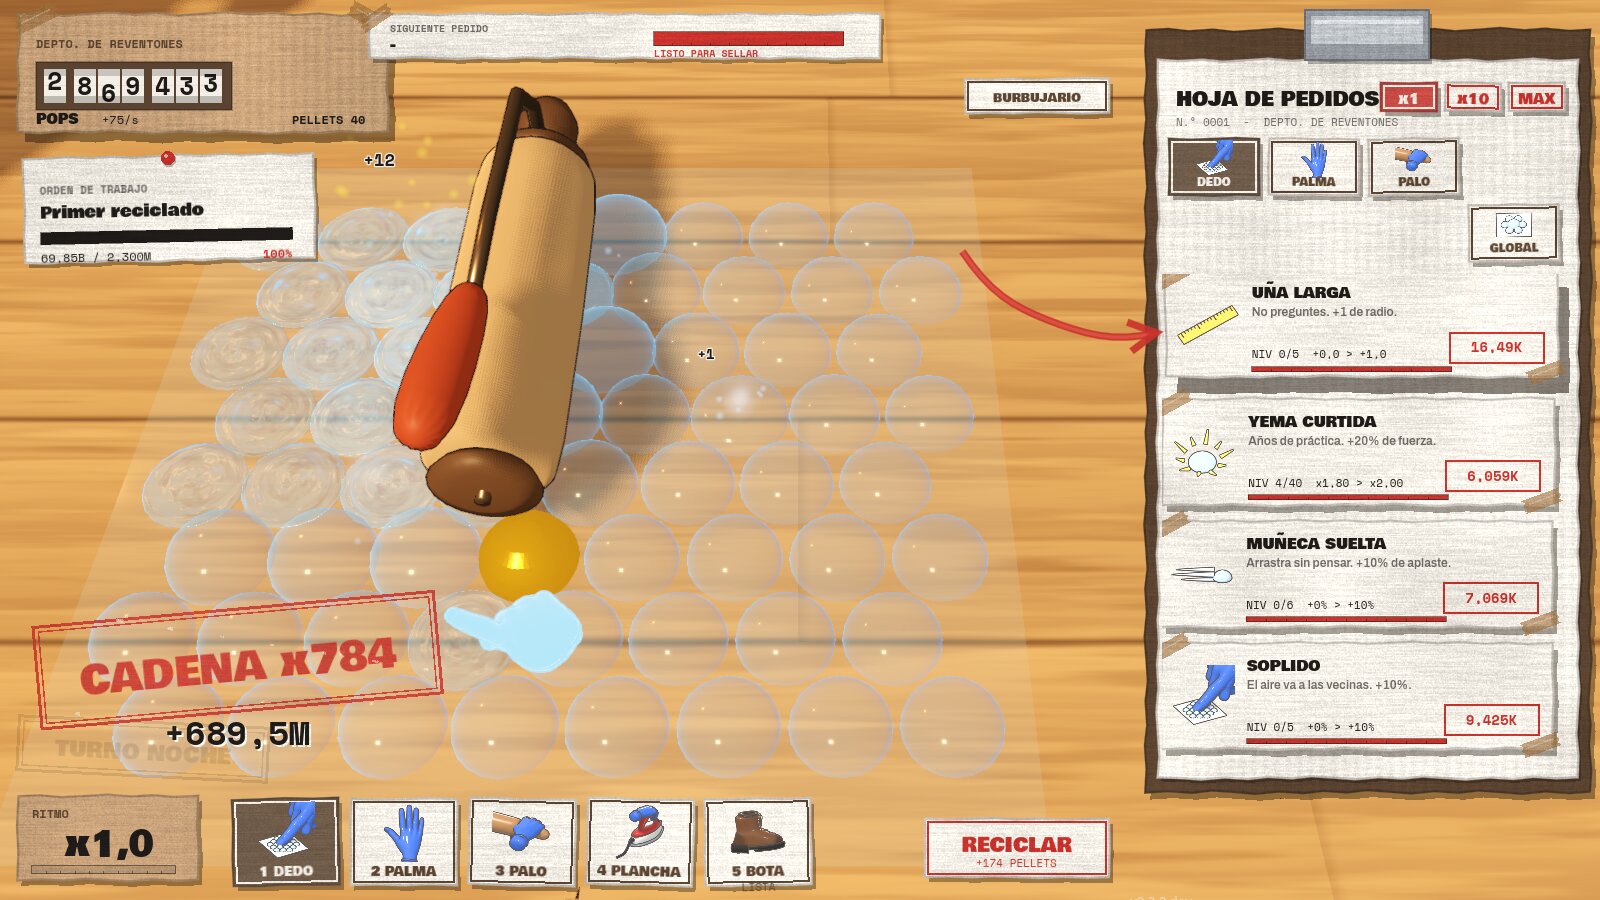 DEPTO. DE REVENTONES
2 869 433
POPS +75/s PELLETS 40
SIGUIENTE PEDIDO
-
LISTO PARA SELLAR
BURBUJARIO
ORDEN DE TRABAJO
Primer reciclado
69.85B / 2.300M 100%
+12
+1
HOJA DE PEDIDOS x1 x10 MAX
N.° 0001 - DEPTO. DE REVENTONES
DEDO PALMA PALO
GLOBAL
UÑA LARGA
No preguntes. +1 de radio.
NIV 0/5 +0,0 > +1,0
16,49K
YEMA CURTIDA
Años de práctica. +20% de fuerza.
NIV 4/40 x1,80 > x2,00
6,059K
MUÑECA SUELTA
Arrastra sin pensar. +10% de aplaste.
NIV 0/6 +0% > +10%
7,069K
SOPLIDO
El aire va a las vecinas. +10%.
NIV 0/5 +0% > +10%
9,425K
CADENA x784
+689,5M
TURNO NOCHE
RITMO
x1,0
1 DEDO 2 PALMA 3 PALO 4 PLANCHA 5 BOTA
LISTA
RECICLAR
+174 PELLETS